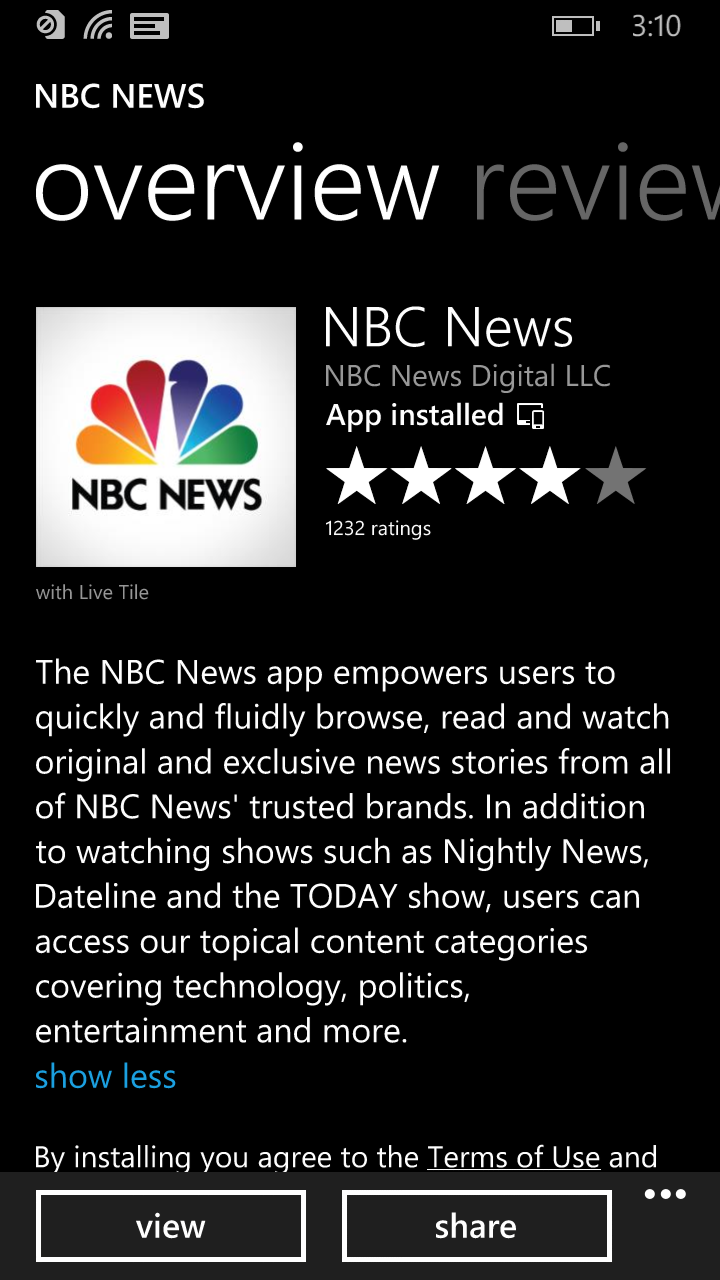 3:10
NBC NEWS
overview review
NBC News
NBC News Digital LLC
App installed
NBC NEWS
1232 ratings
with Live Tile
The NBC News app empowers users to
quickly and fluidly browse, read and watch
original and exclusive news stories from all
of NBC News' trusted brands. In addition
to watching shows such as Nightly News,
Dateline and the TODAY show, users can
access our topical content categories
covering technology, politics,
entertainment and more.
show less
By installing you agree to the Terms of Use and
view share